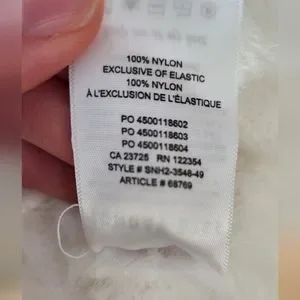 100% NYLON
EXCLUSIVE OF ELASTIC
100% NYLON
À L'EXCLUSION DE L'ÉLASTIQUE
PO 4500118602
PO 4500118603
PO 4500118604
CA 23725 RN 122354
STYLE # SNH2-3548-49
ARTICLE # 68769